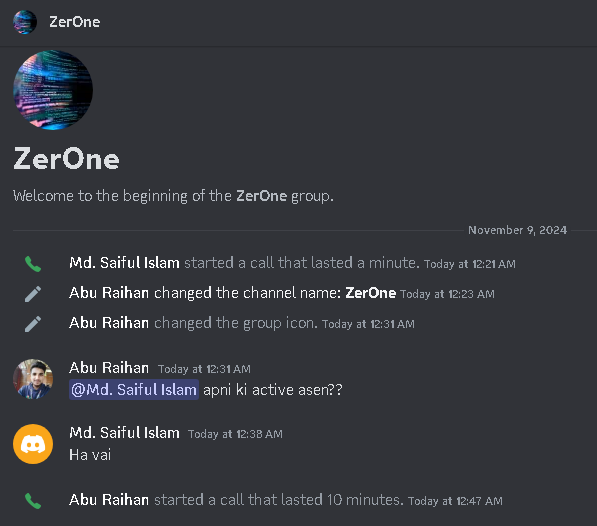 ZerOne
ZerOne
Welcome to the beginning of the ZerOne group.
November 9, 2024
Md. Saiful Islam started a call that lasted a minute. Today at 12:21 AM
Abu Raihan changed the channel name: ZerOne Today at 12:23 AM
Abu Raihan changed the group icon. Today at 12:31 AM
Abu Raihan Today at 12:31 AM
@Md. Saiful Islam apni ki active asen??
Md. Saiful Islam Today at 12:38 AM
Ha vai
Abu Raihan started a call that lasted 10 minutes. Today at 12:47 AM